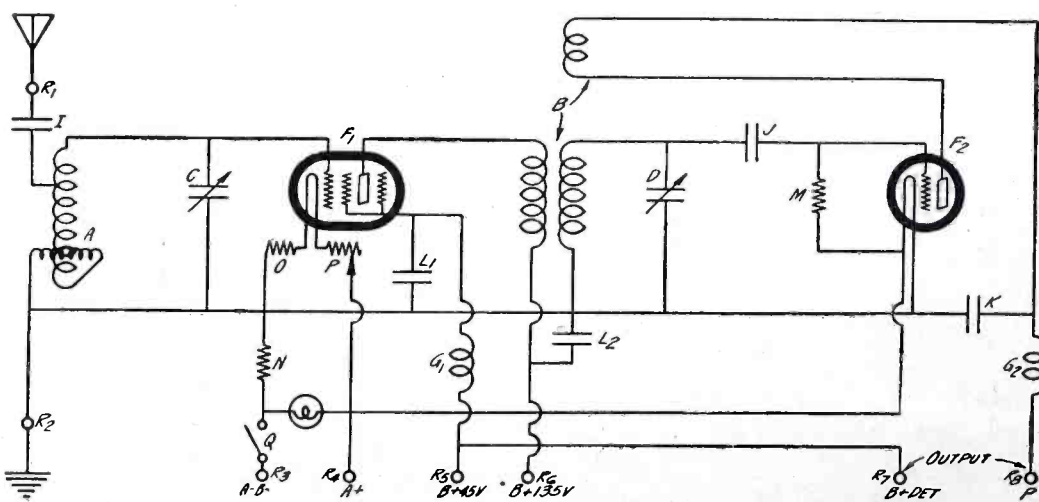 R1
I
A
C
F1
O
P
L1
N
Q
R2
R3
A-B-
R4
A+
G1
R5
B+45V
R6
B+135V
B
L2
D
J
M
F2
K
G2
R7
B+DET
OUTPUT
R8
P